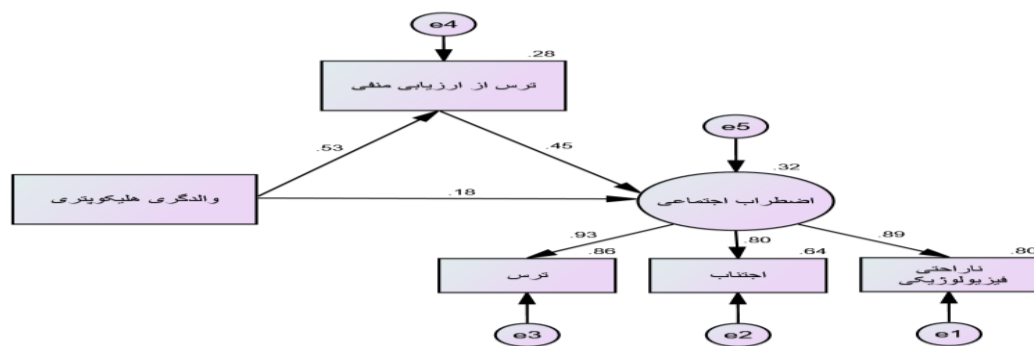 e4
.28
ترس از ارزیابی منفی
e5
.53
.45
.32
والدگری هلیکوپتری
.18
اضطراب اجتماعی
.93
.80
.89
.86
.64
.80
ترس
اجتناب
ناراحتی
فیزیولوژیکی
e3
e2
e1